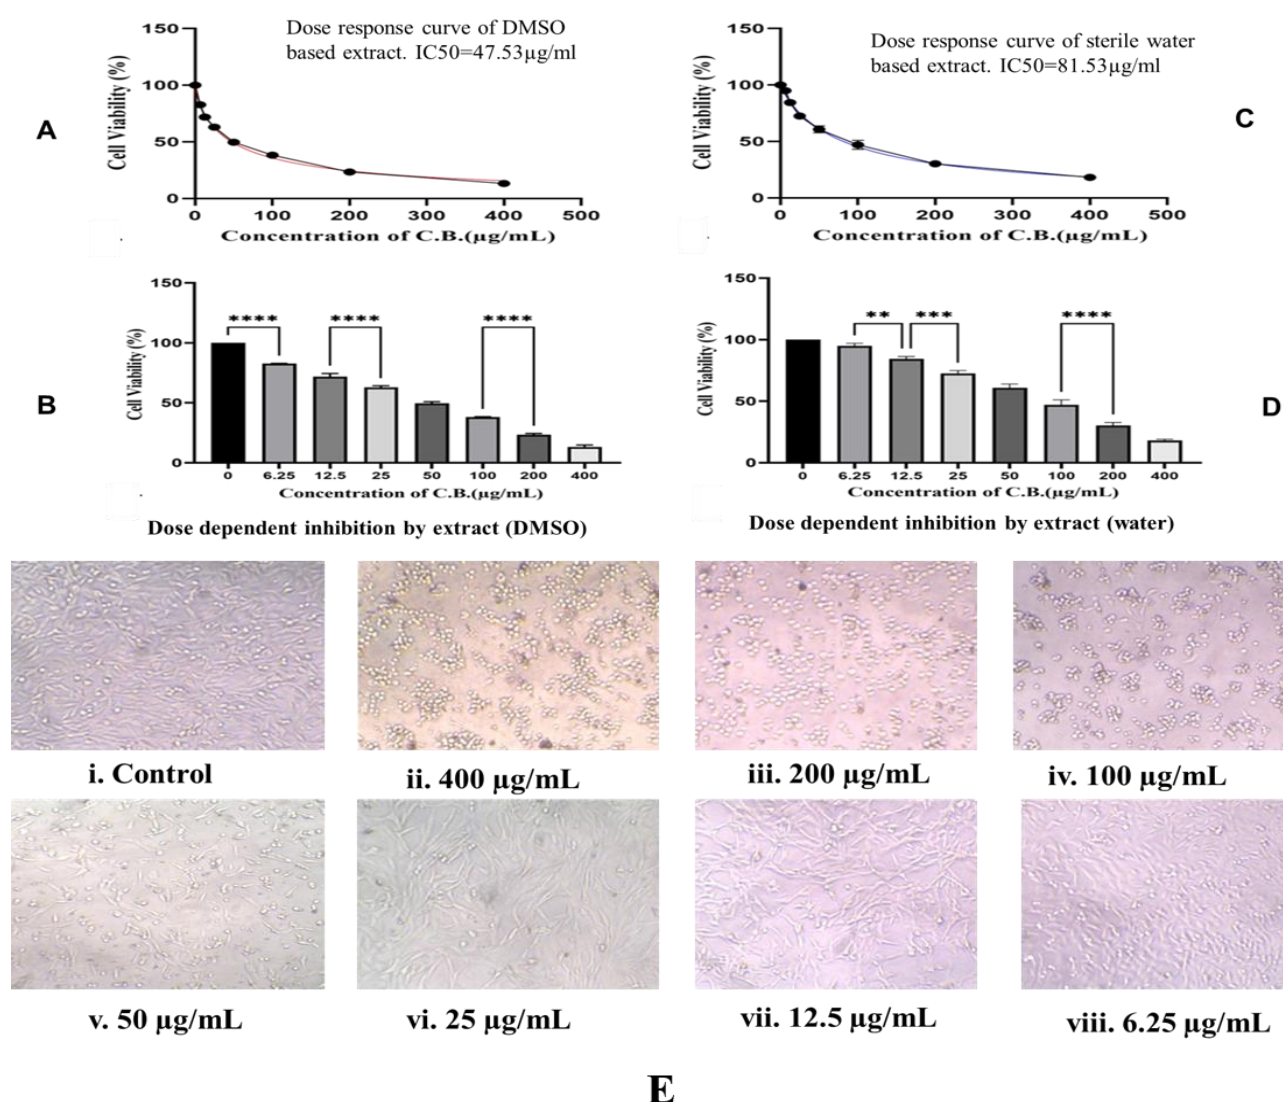 A
150
100
50
0
Cell Viability (%)
Dose response curve of DMSO
based extract. IC50=47.53µg/ml
0 100 200 300 400 500
Concentration of C.B.(µg/mL)
C
150
100
50
0
Cell Viability (%)
Dose response curve of sterile water
based extract. IC50=81.53µg/ml
0 100 200 300 400 500
Concentration of C.B.(µg/mL)
B
150
100
50
0
Cell Viability (%)
**** **** ****
0 6.25 12.5 25 50 100 200 400
Concentration of C.B.(µg/mL)
Dose dependent inhibition by extract (DMSO)
D
150
100
50
0
Cell Viability (%)
** *** ****
0 6.25 12.5 25 50 100 200 400
Concentration of C.B.(µg/mL)
Dose dependent inhibition by extract (water)
i. Control
ii. 400 µg/mL
iii. 200 µg/mL
iv. 100 µg/mL
v. 50 µg/mL
vi. 25 µg/mL
vii. 12.5 µg/mL
viii. 6.25 µg/mL
E